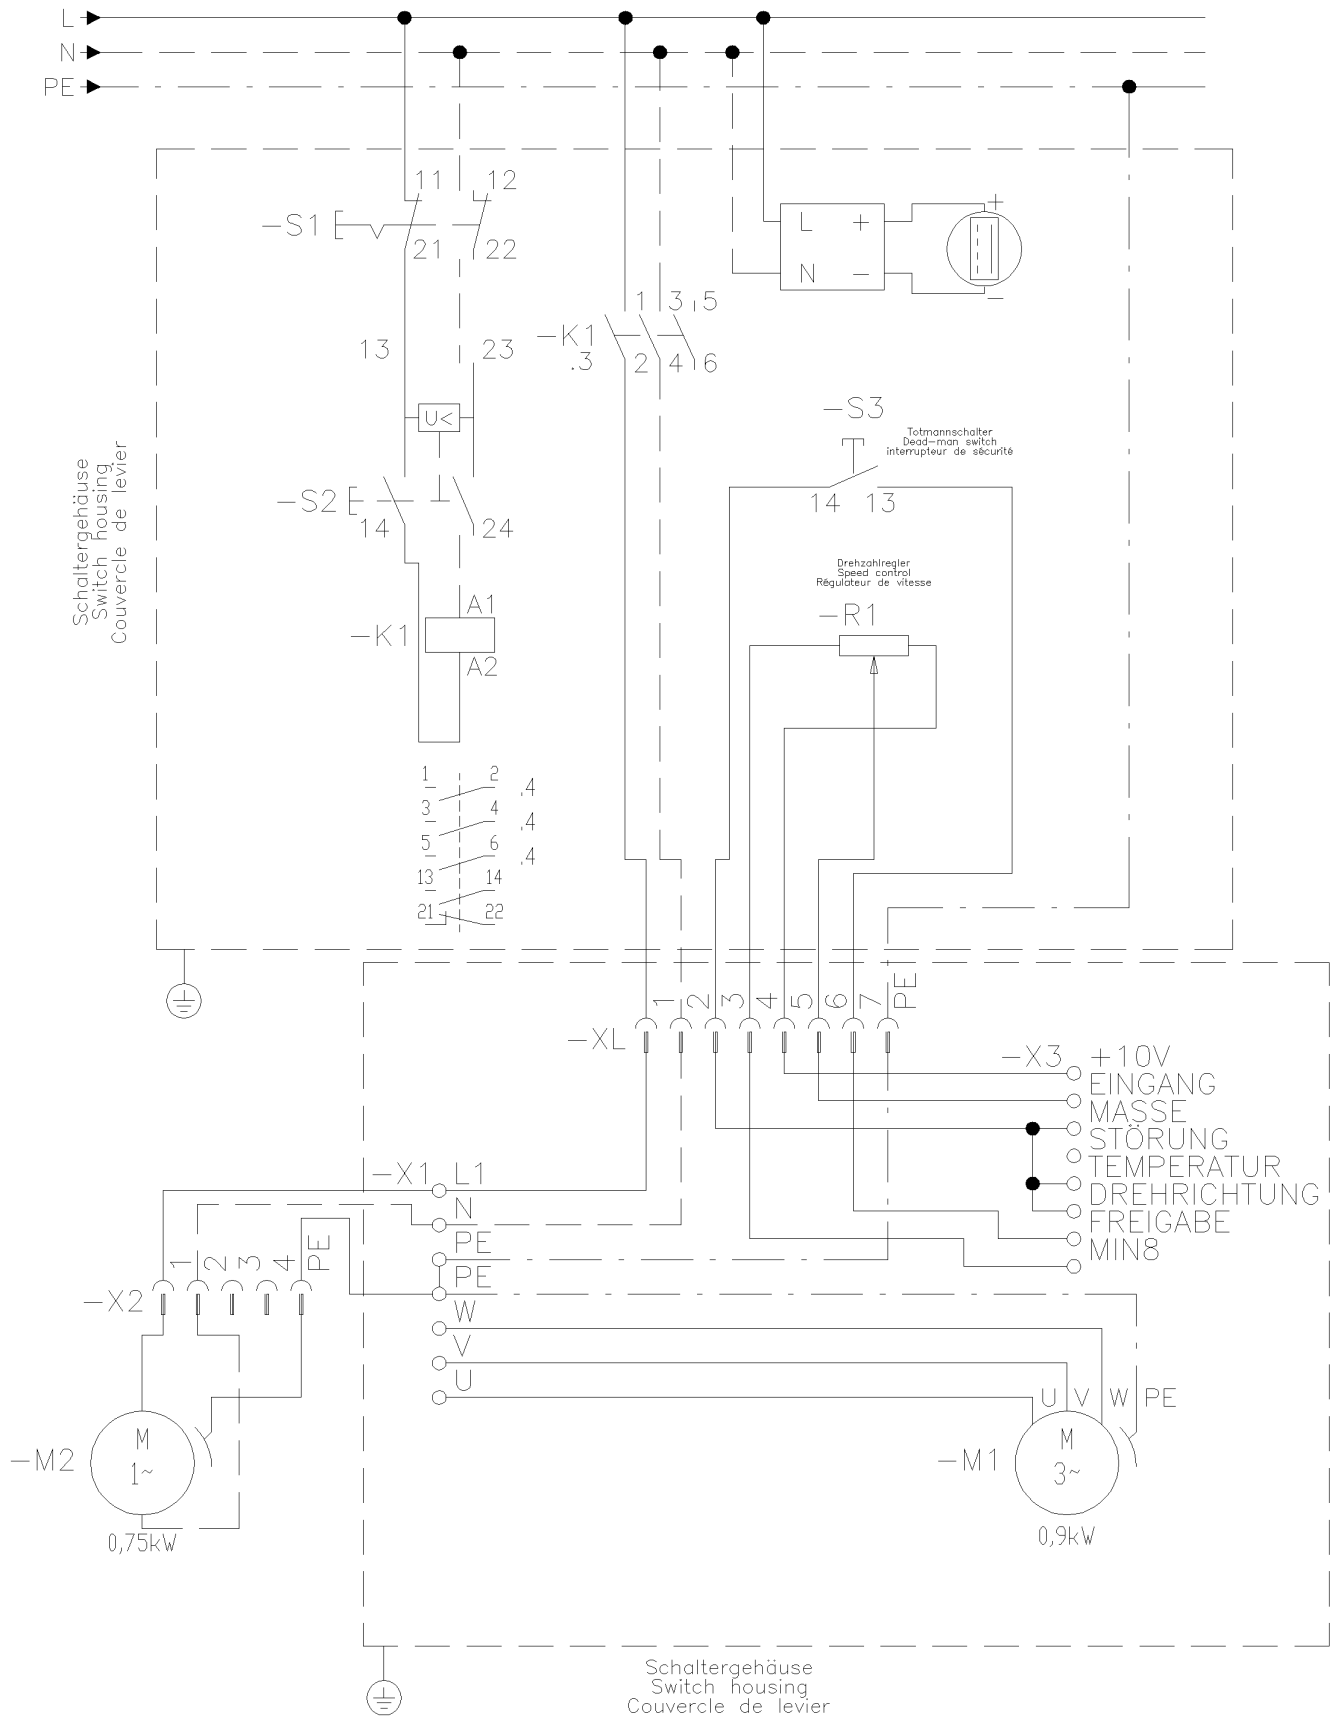 L
N
PE
11 12
-S1
21 22
L +
N -
+
-
1 3 5
-K1
.3 2 4 6
13 23
U<
-S3
Totmannschalter
Dead-man switch
interrupteur de sécurité
14 13
-S2
14 24
Schaltergehäuse
Switch housing
Couvercle de levier
Drehzahlregler
Speed control
Régulateur de vitesse
-R1
A1
-K1
A2
1 2 .4
3 4 .4
5 6 .4
13 14
21 22
1 2 3 4 5 6 7 PE
-XL
-X3
+10V
EINGANG
MASSE
STÖRUNG
TEMPERATUR
DREHRICHTUNG
FREIGABE
MIN8
-X1 L1
N
PE
PE
W
V
U
1 2 3 4 PE
-X2
U V W PE
-M2
M
1~
0,75kW
-M1
M
3~
0,9kW
Schaltergehäuse
Switch housing
Couvercle de levier